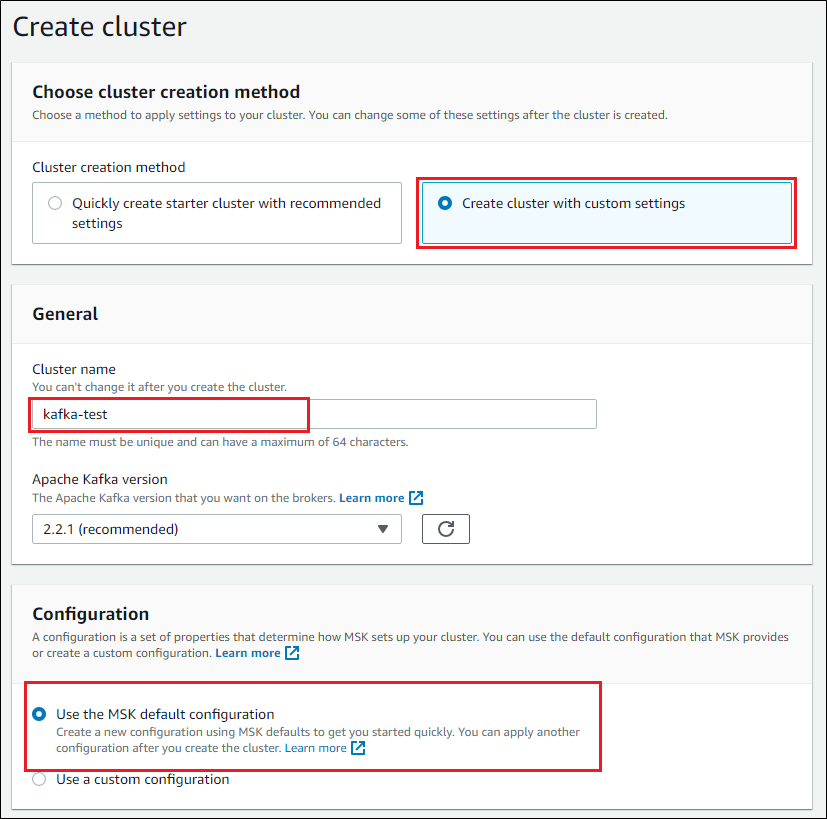 Create cluster
Choose cluster creation method
Choose a method to apply settings to your cluster. You can change some of these settings after the cluster is created.
Cluster creation method
Quickly create starter cluster with recommended
settings
Create cluster with custom settings
General
Cluster name
You can't change it after you create the cluster.
kafka-test
The name must be unique and can have a maximum of 64 characters.
Apache Kafka version
The Apache Kafka version that you want on the brokers. Learn more
2.2.1 (recommended)
Configuration
A configuration is a set of properties that determine how MSK sets up your cluster. You can use the default configuration that MSK provides
or create a custom configuration. Learn more
Use the MSK default configuration
Create a new configuration using MSK defaults to get you started quickly. You can apply another
configuration after you create the cluster. Learn more
Use a custom configuration